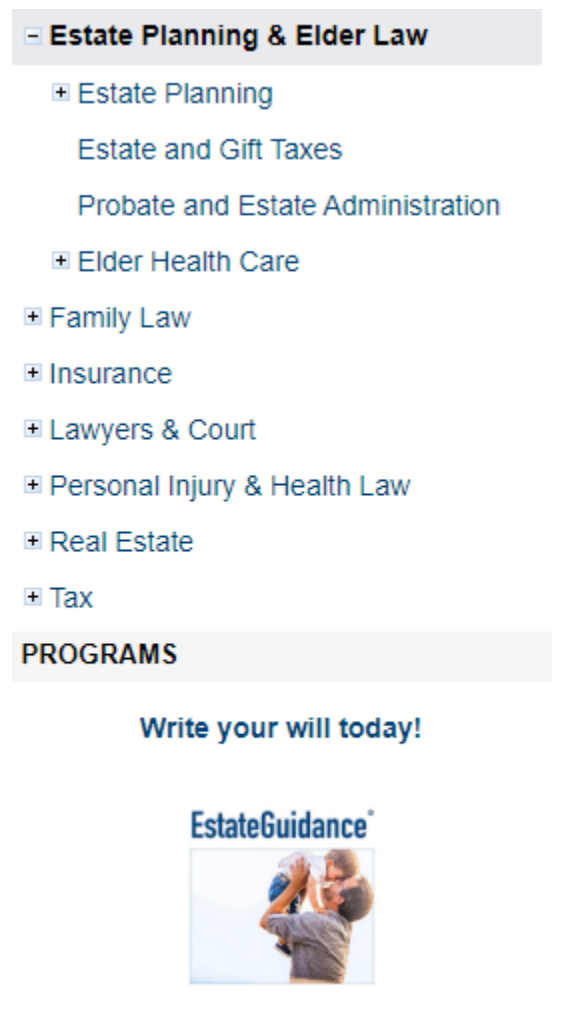 Estate Planning & Elder Law
Estate Planning
Estate and Gift Taxes
Probate and Estate Administration
Elder Health Care
Family Law
Insurance
Lawyers & Court
Personal Injury & Health Law
Real Estate
Tax
PROGRAMS
Write your will today!
EstateGuidance®